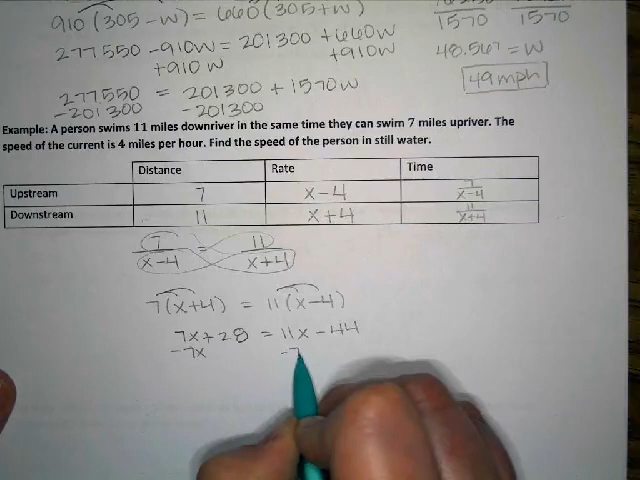 910(305-w) = 660(305+w)
277550 - 910w = 201300 + 660w
+910w +910w
277550 = 201300 + 1570w
-201300 -201300
1570 1570
48.567 = w
49mph
Example: A person swims 11 miles downriver in the same time they can swim 7 miles upriver. The
speed of the current is 4 miles per hour. Find the speed of the person in still water.
Distance Rate Time
Upstream 7 x-4 7/x-4
Downstream 11 x+4 11/x+4
7/x-4 = 11/x+4
7(x+4) = 11(x-4)
7x+28 = 11x-44
-7x -7